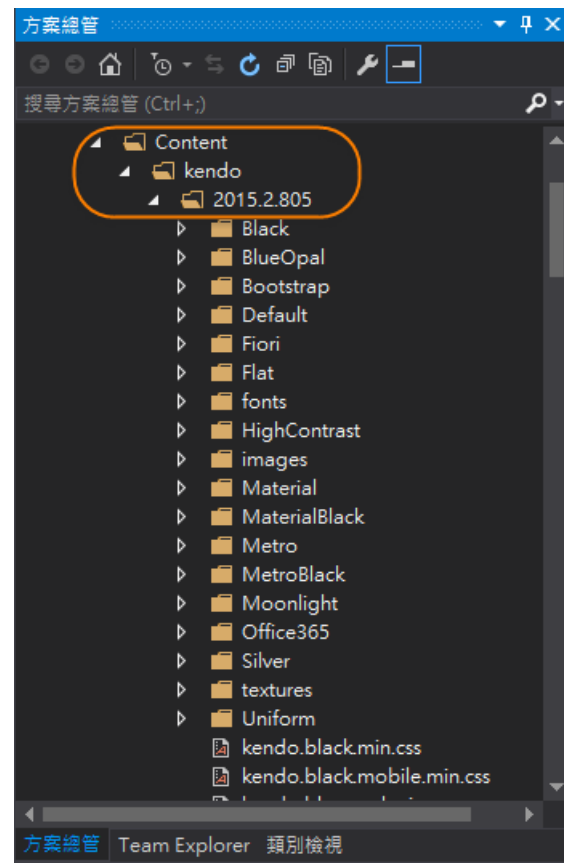 方案總管
搜尋方案總管 (Ctrl+;)
Content
kendo
2015.2.805
Black
BlueOpal
Bootstrap
Default
Fiori
Flat
fonts
HighContrast
images
Material
MaterialBlack
Metro
MetroBlack
Moonlight
Office365
Silver
textures
Uniform
kendo.black.min.css
kendo.black.mobile.min.css
方案總管 Team Explorer 類別檢視